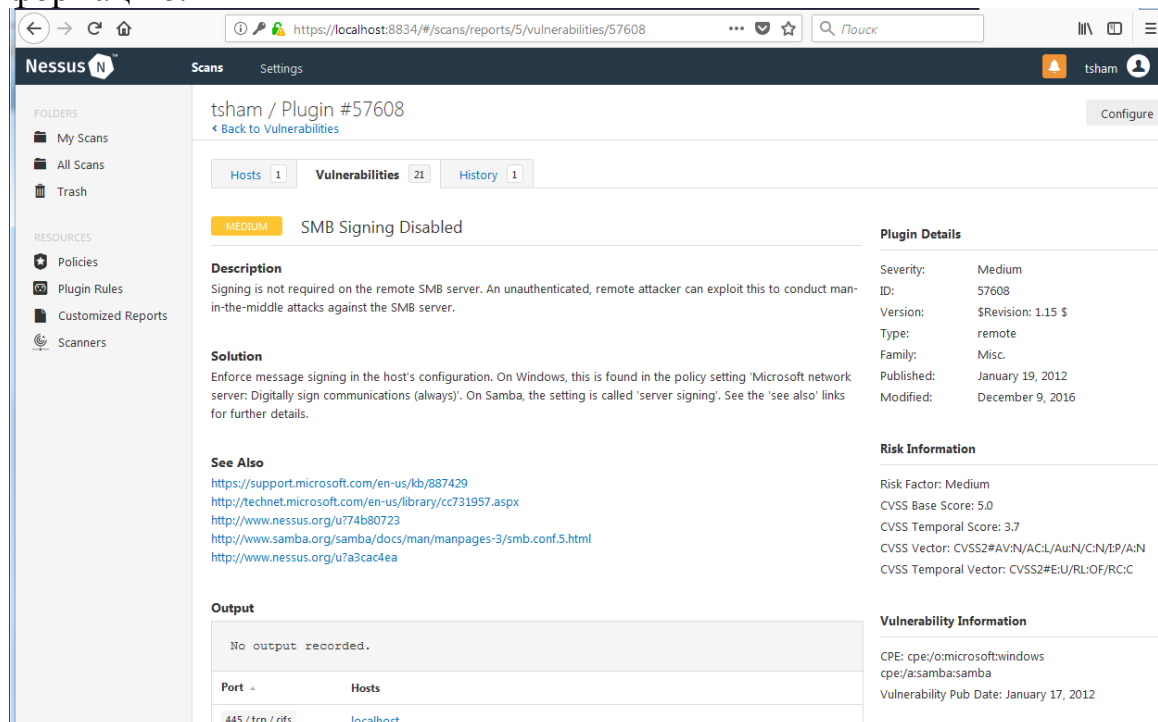 https://localhost:8834/#/scans/reports/5/vulnerabilities/57608
Поиск
Nessus N
Scans Settings
tsham
FOLDERS
My Scans
All Scans
Trash
RESOURCES
Policies
Plugin Rules
Customized Reports
Scanners
tsham / Plugin #57608
Back to Vulnerabilities
Configure
Hosts 1 Vulnerabilities 21 History 1
MEDIUM SMB Signing Disabled
Description
Signing is not required on the remote SMB server. An unauthenticated, remote attacker can exploit this to conduct man-
in-the-middle attacks against the SMB server.
Solution
Enforce message signing in the host's configuration. On Windows, this is found in the policy setting 'Microsoft network
server: Digitally sign communications (always)'. On Samba, the setting is called 'server signing'. See the 'see also' links
for further details.
See Also
https://support.microsoft.com/en-us/kb/887429
http://technet.microsoft.com/en-us/library/cc731957.aspx
http://www.nessus.org/u?74b80723
http://www.samba.org/samba/docs/man/manpages-3/smb.conf.5.html
http://www.nessus.org/u?a3cac4ea
Output
No output recorded.
Port Hosts
445 / tcp / cifs localhost
Plugin Details
Severity: Medium
ID: 57608
Version: $Revision: 1.15 $
Type: remote
Family: Misc.
Published: January 19, 2012
Modified: December 9, 2016
Risk Information
Risk Factor: Medium
CVSS Base Score: 5.0
CVSS Temporal Score: 3.7
CVSS Vector: CVSS2#AV:N/AC:L/Au:N/C:N/I:P/A:N
CVSS Temporal Vector: CVSS2#E:U/RL:OF/RC:C
Vulnerability Information
CPE: cpe:/o:microsoft:windows
cpe:/a:samba:samba
Vulnerability Pub Date: January 17, 2012